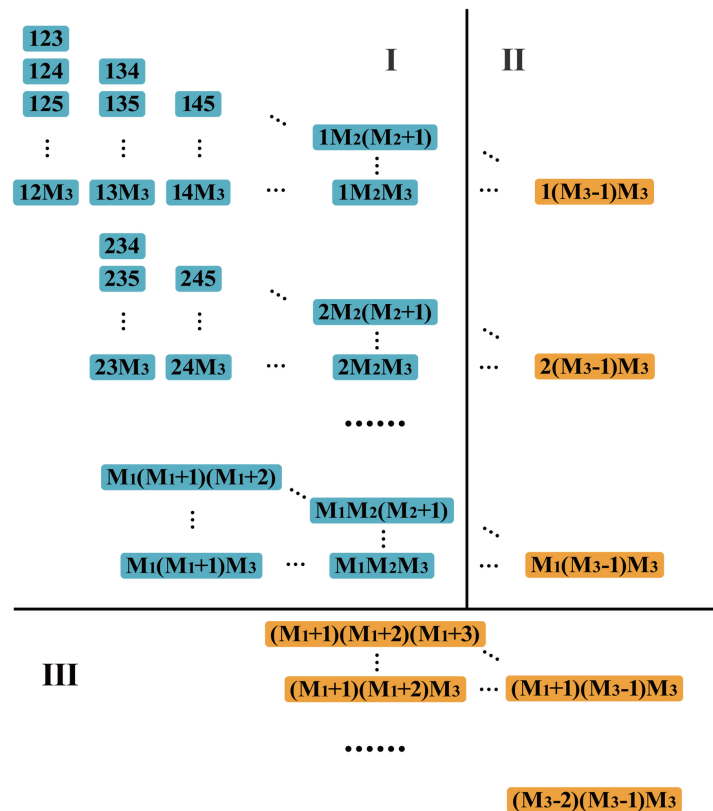 123
I
II
124 134
125 135 145
1M₂(M₂+1)
12M₃ 13M₃ 14M₃ ... 1M₂M₃ ... 1(M₃-1)M₃
234
235 245
2M₂(M₂+1)
23M₃ 24M₃ ... 2M₂M₃ ... 2(M₃-1)M₃
......
M₁(M₁+1)(M₁+2)
M₁M₂(M₂+1)
M₁(M₁+1)M₃ ... M₁M₂M₃ ... M₁(M₃-1)M₃
(M₁+1)(M₁+2)(M₁+3)
III
(M₁+1)(M₁+2)M₃ ... (M₁+1)(M₃-1)M₃
......
(M₃-2)(M₃-1)M₃